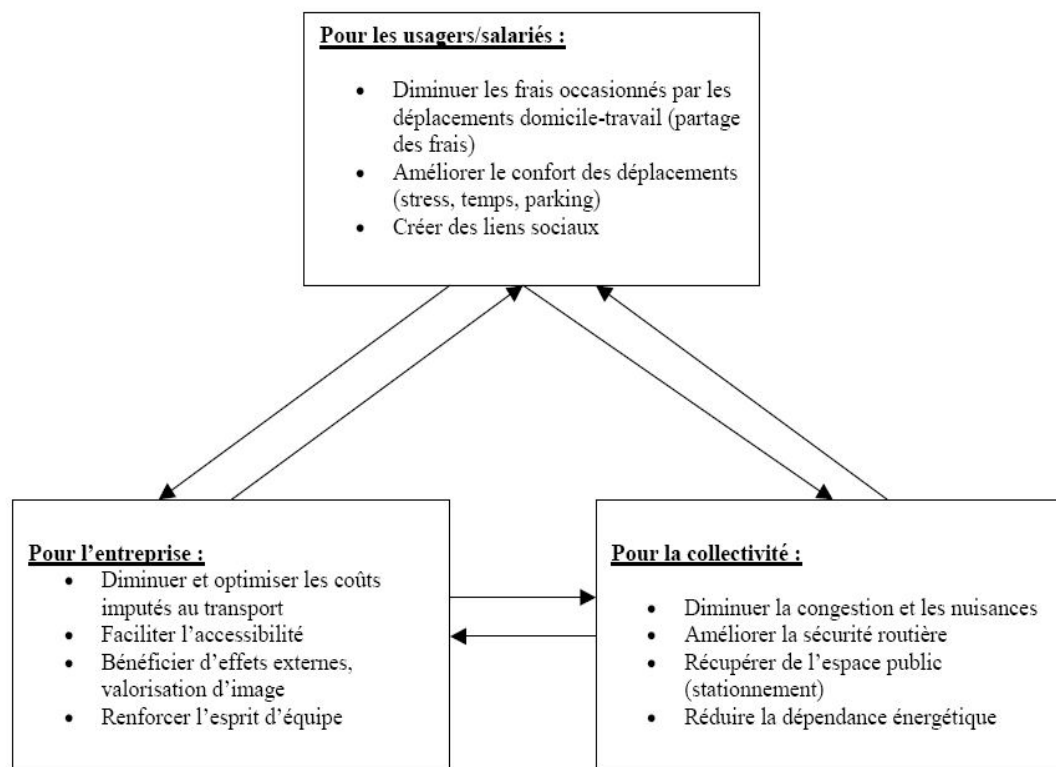 Pour les usagers/salariés :
• Diminuer les frais occasionnés par les
déplacements domicile-travail (partage
des frais)
• Améliorer le confort des déplacements
(stress, temps, parking)
• Créer des liens sociaux
Pour l’entreprise :
• Diminuer et optimiser les coûts
imputés au transport
• Faciliter l’accessibilité
• Bénéficier d’effets externes,
valorisation d’image
• Renforcer l’esprit d’équipe
Pour la collectivité :
• Diminuer la congestion et les nuisances
• Améliorer la sécurité routière
• Récupérer de l’espace public
(stationnement)
• Réduire la dépendance énergétique